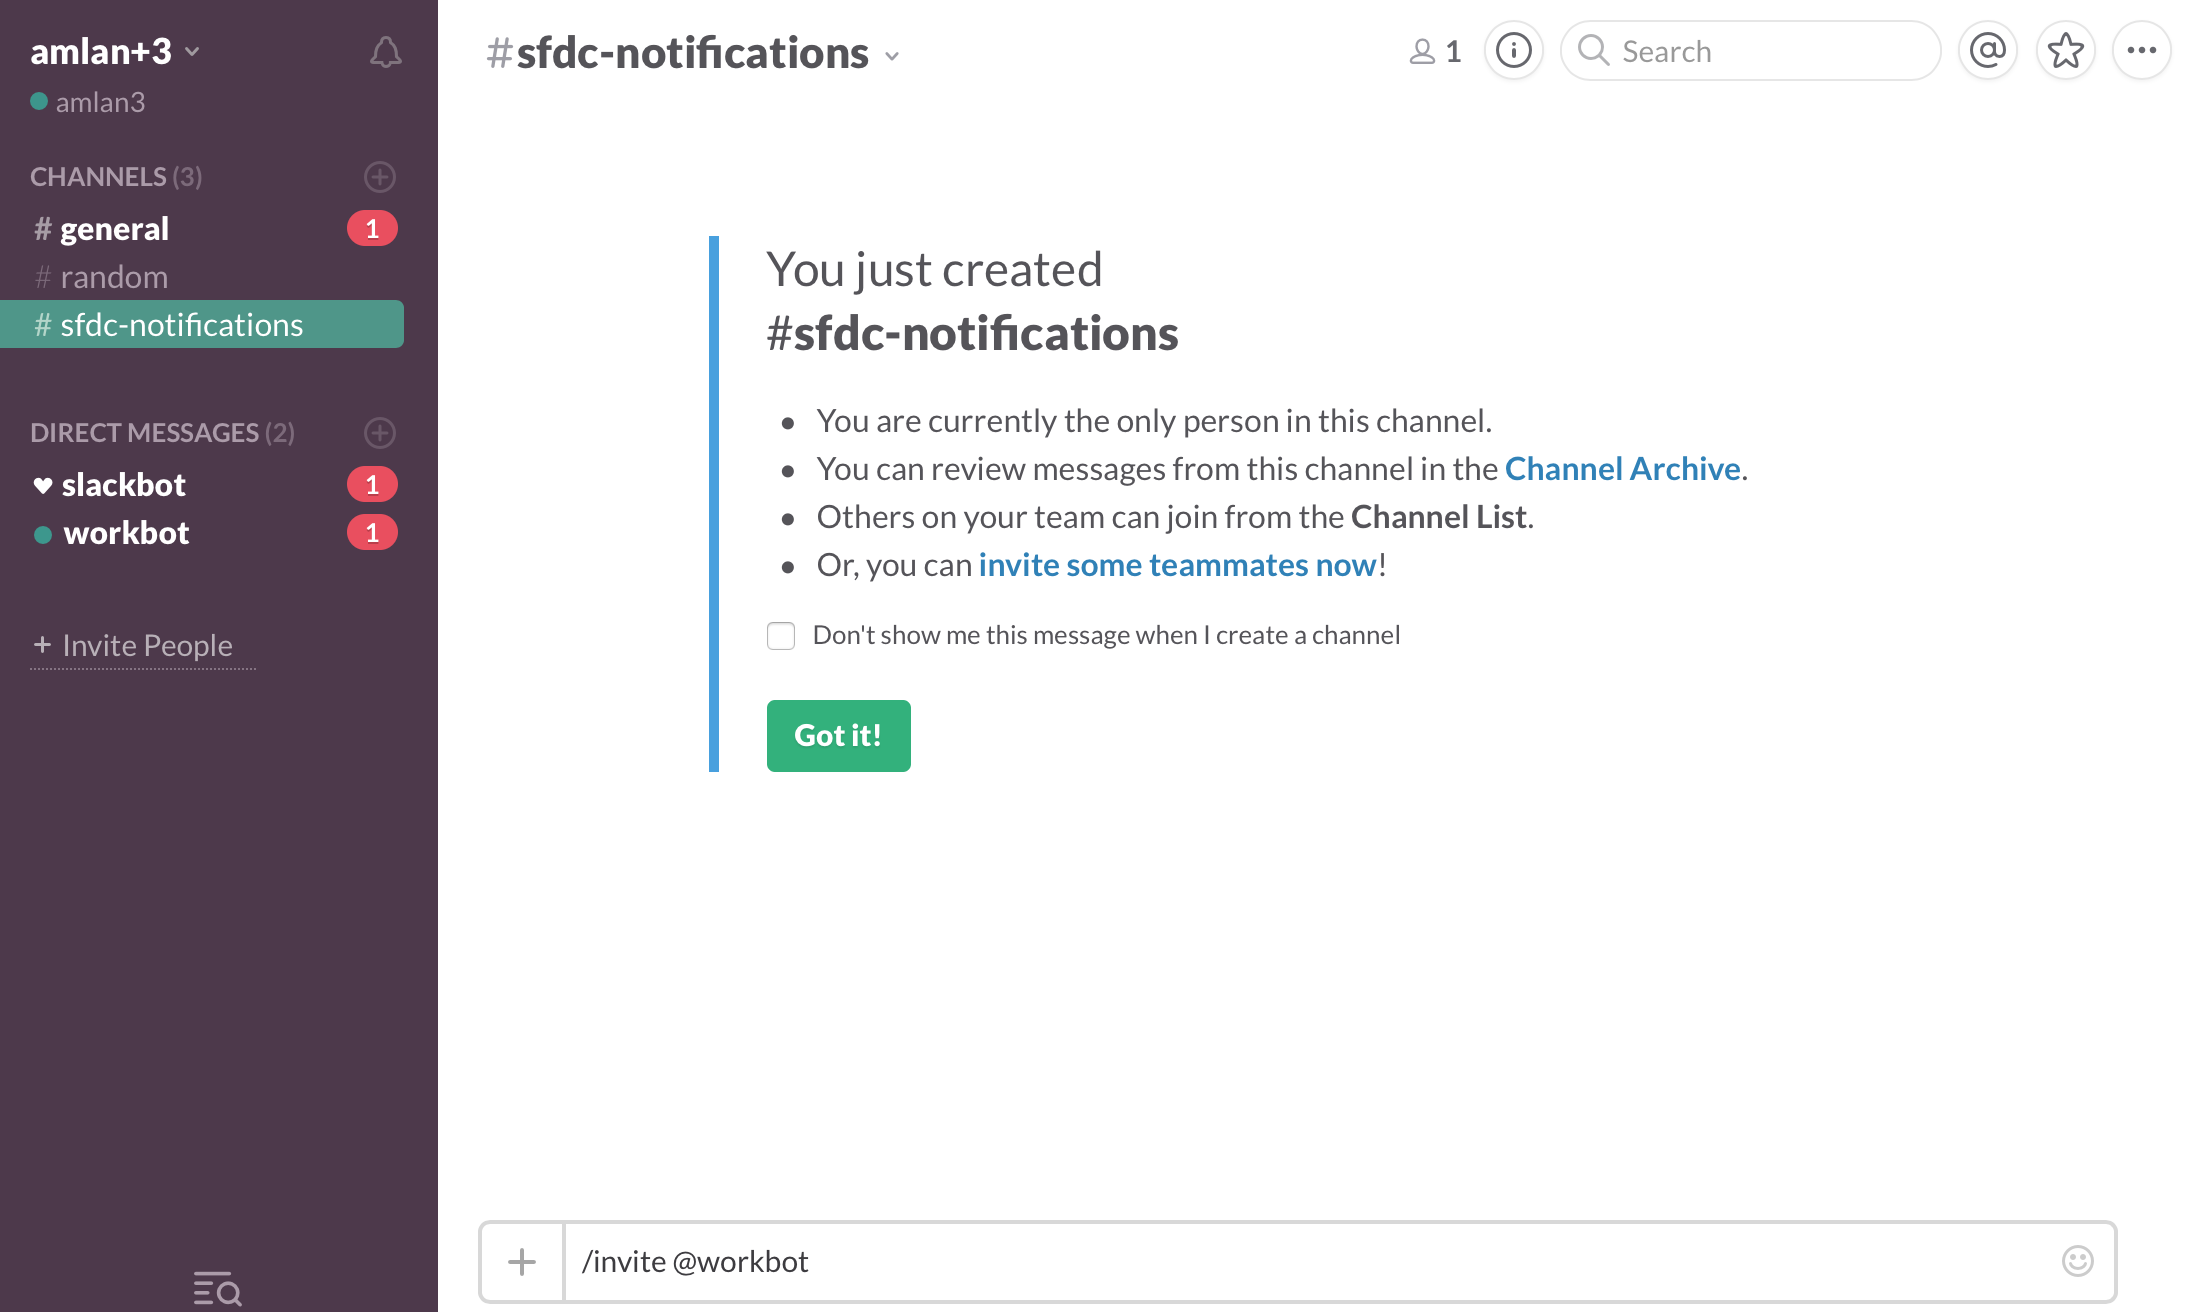 amlan+3
amlan3
CHANNELS (3)
# general 1
# random
# sfdc-notifications
DIRECT MESSAGES (2)
slackbot 1
workbot 1
+ Invite People
#sfdc-notifications
1
Search
You just created
#sfdc-notifications
• You are currently the only person in this channel.
• You can review messages from this channel in the Channel Archive.
• Others on your team can join from the Channel List.
• Or, you can invite some teammates now!
Don't show me this message when I create a channel
Got it!
/invite @workbot